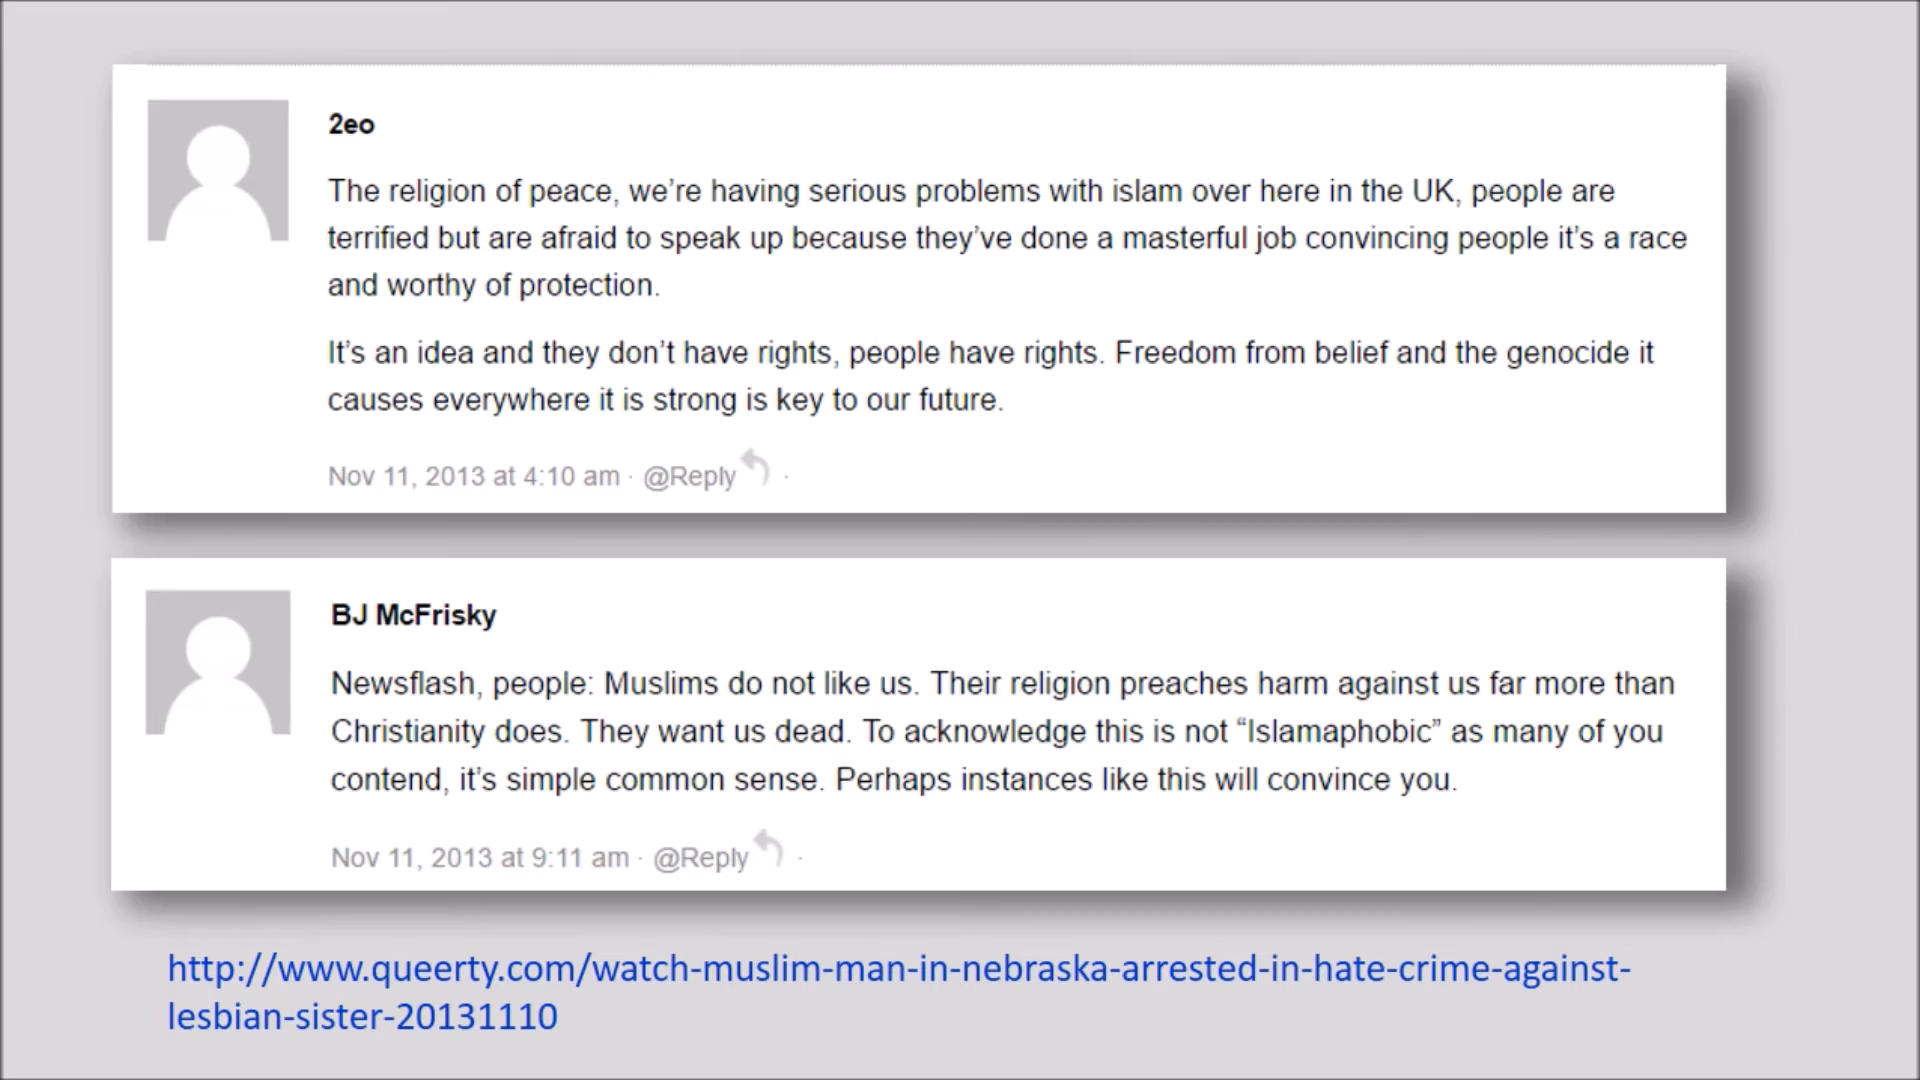 2eo
The religion of peace, we're having serious problems with islam over here in the UK, people are
terrified but are afraid to speak up because they've done a masterful job convincing people it's a race
and worthy of protection.
It's an idea and they don't have rights, people have rights. Freedom from belief and the genocide it
causes everywhere it is strong is key to our future.
Nov 11, 2013 at 4:10 am · @Reply ·
BJ McFrisky
Newsflash, people: Muslims do not like us. Their religion preaches harm against us far more than
Christianity does. They want us dead. To acknowledge this is not “Islamaphobic” as many of you
contend, it's simple common sense. Perhaps instances like this will convince you.
Nov 11, 2013 at 9:11 am · @Reply ·
http://www.queerty.com/watch-muslim-man-in-nebraska-arrested-in-hate-crime-against-
lesbian-sister-20131110